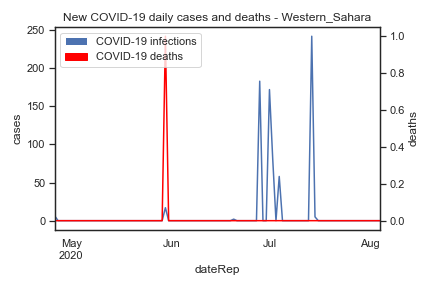 New COVID-19 daily cases and deaths - Western_Sahara
COVID-19 infections
COVID-19 deaths
250
200
150
100
50
0
cases
1.0
0.8
0.6
0.4
0.2
0.0
deaths
May
2020
Jun
Jul
Aug
dateRep